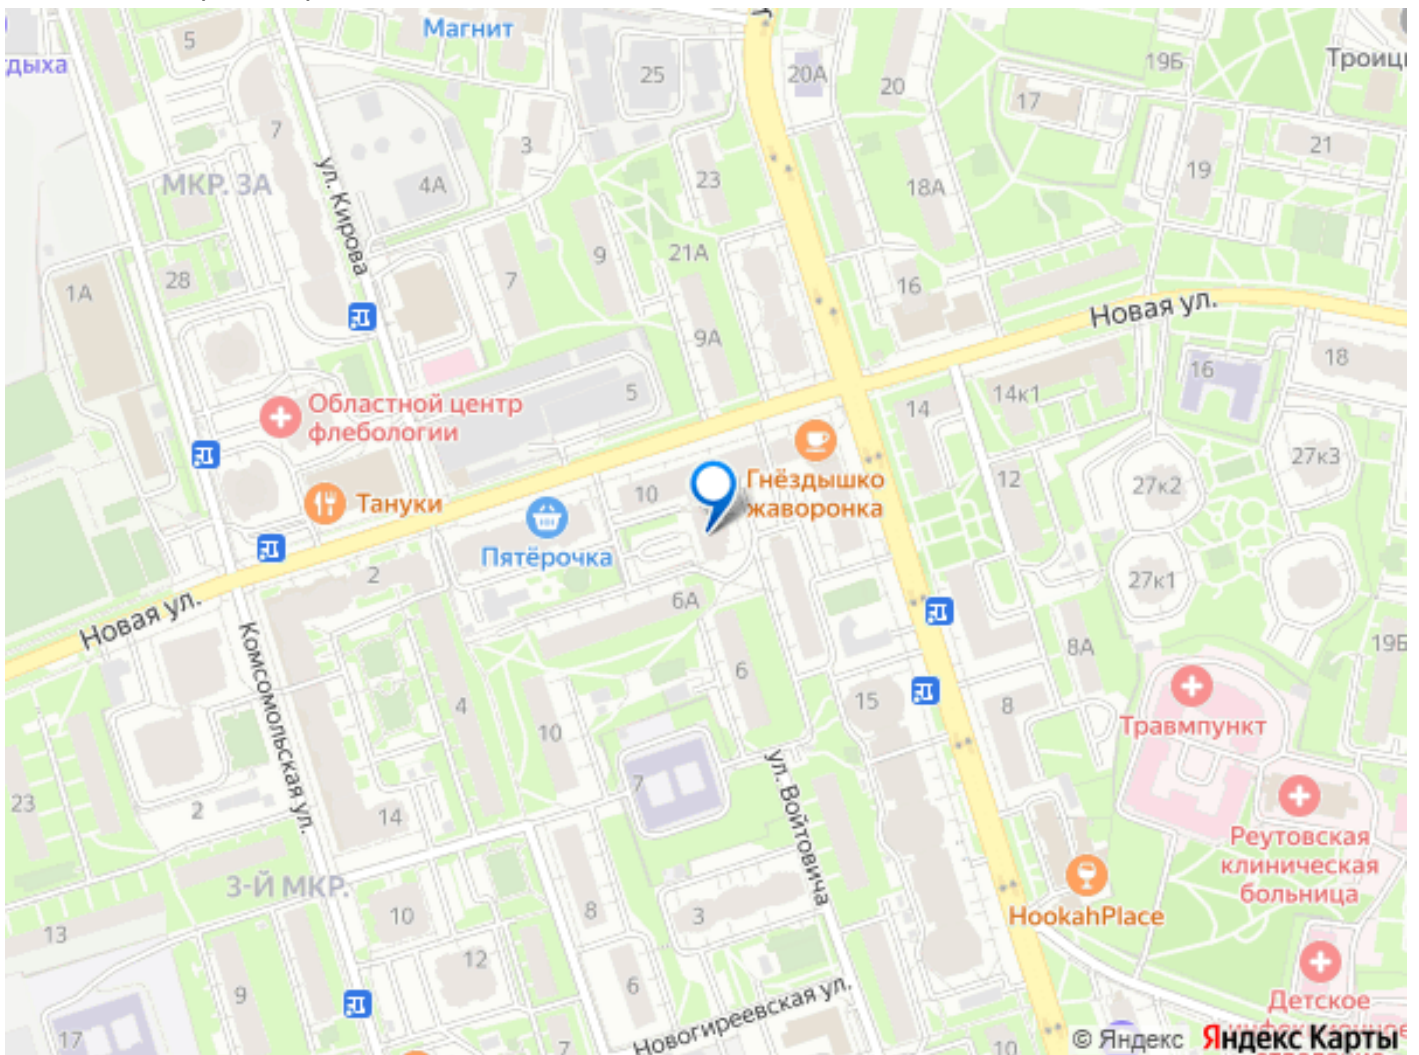 Магнит
5
дыха
25
20А
20
19Б
Троиц
17
7
ул. Кирова
3
21
МКР. 3А
4А
23
18А
19
9
21А
28
1А
7
16
Новая ул.
9А
18
5
16
14к1
14
Областной центр
флебологии
27к3
12
27к2
Гнёздышко
жаворонка
10
Тануки
Пятёрочка
2
27к1
6А
Новая ул.
Комсомольская ул.
8А
19Б
6
4
15
8
10
Травмпункт
7
ул. Войтовича
23
2
14
Реутовская
клиническая
больница
3-Й МКР.
8
3
10
HookahPlace
13
12
6
9
Новогиреевская ул.
Детское
17
7
10
© Яндекс Яндекс Карты